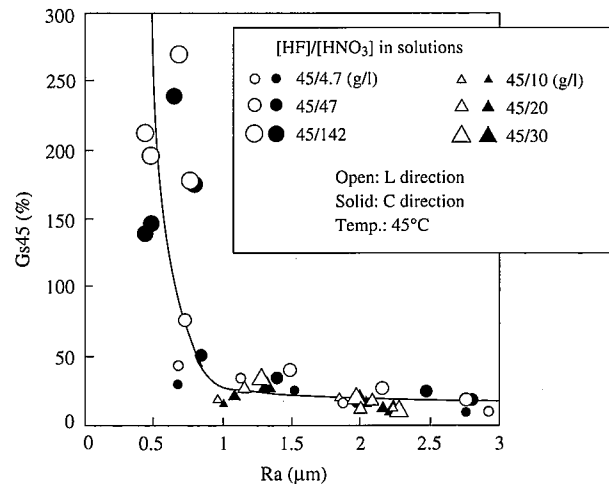 300
250
200
150
100
50
0
Gs45 (%)
0
0.5
1
1.5
2
2.5
3
Ra (μm)
[HF]/[HNO₃] in solutions
45/4.7 (g/l)
45/10 (g/l)
45/47
45/20
45/142
45/30
Open: L direction
Solid: C direction
Temp.: 45°C